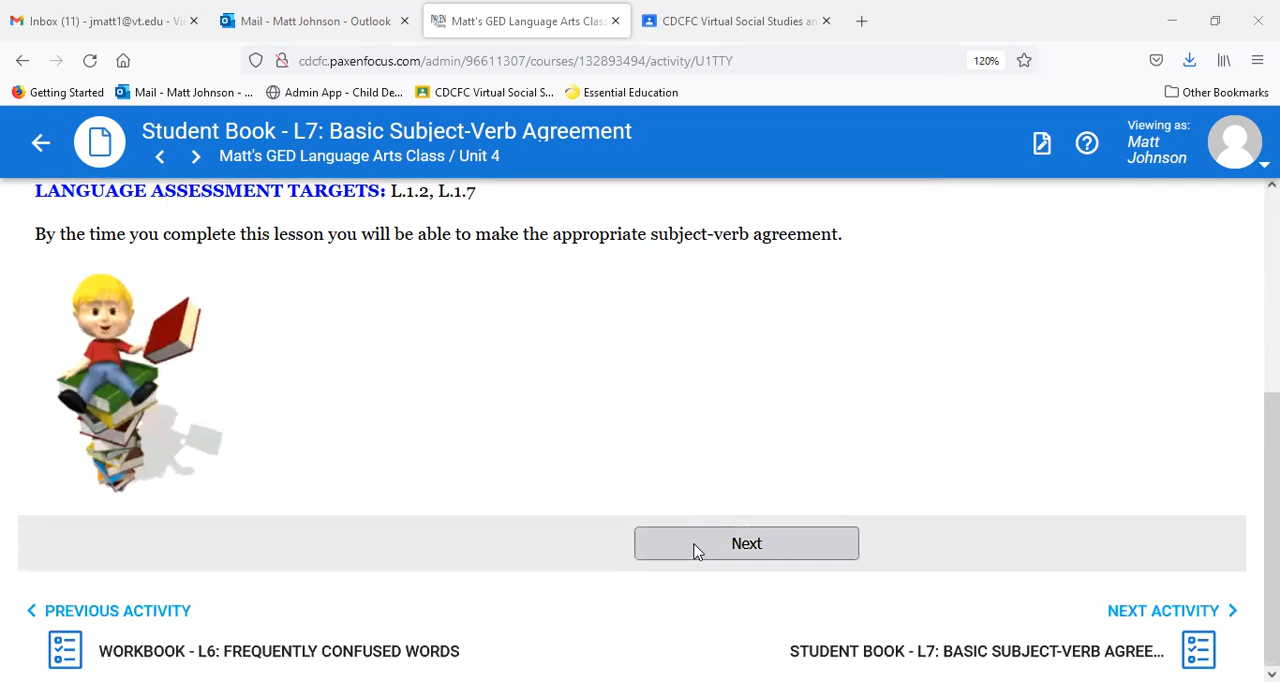 Inbox (11) - jmatt1@vt.edu - Vir
Mail - Matt Johnson - Outlook
PAXEN
Matt's GED Language Arts Class
CDCFC Virtual Social Studies an
cdcfc.paxenfocus.com/admin/96611307/courses/132893494/activity/U1TTY
120%
Getting Started
Mail - Matt Johnson - ...
Admin App - Child De...
CDCFC Virtual Social S...
Essential Education
Other Bookmarks
Student Book - L7: Basic Subject-Verb Agreement
Matt's GED Language Arts Class / Unit 4
Viewing as:
Matt
Johnson
LANGUAGE ASSESSMENT TARGETS: L.1.2, L.1.7
By the time you complete this lesson you will be able to make the appropriate subject-verb agreement.
Next
PREVIOUS ACTIVITY
NEXT ACTIVITY
WORKBOOK - L6: FREQUENTLY CONFUSED WORDS
STUDENT BOOK - L7: BASIC SUBJECT-VERB AGREE...